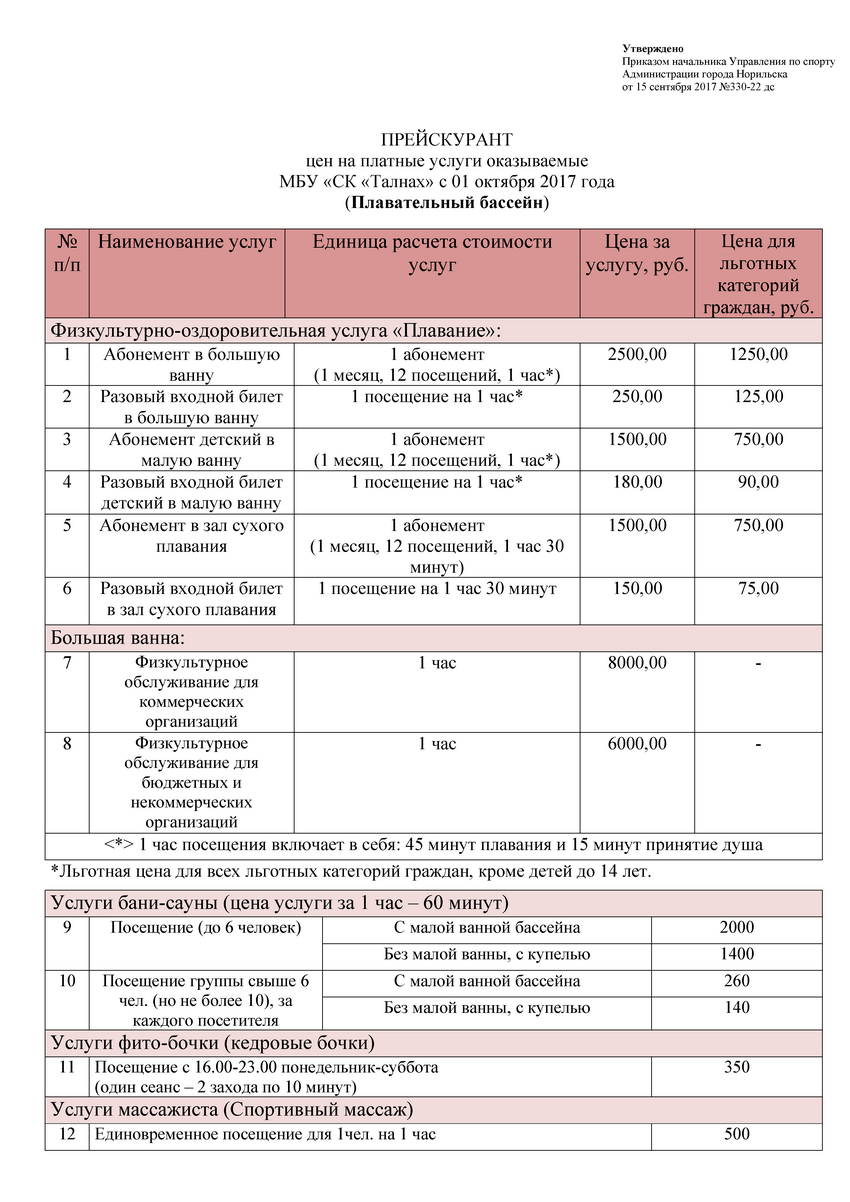 Утверждено
Приказом начальника Управления по спорту
Администрации города Норильска
от 15 сентября 2017 №330-22 дс
ПРЕЙСКУРАНТ
цен на платные услуги оказываемые
МБУ «СК «Талнах» с 01 октября 2017 года
(Плавательный бассейн)
№ п/п Наименование услуг Единица расчета стоимости услуг Цена за услугу, руб. Цена для льготных категорий граждан, руб.
Физкультурно-оздоровительная услуга «Плавание»:
1 Абонемент в большую 1 абонемент 2500,00 1250,00
ванну (1 месяц, 12 посещений, 1 час*)
2 Разовый входной билет 1 посещение на 1 час* 250,00 125,00
в большую ванну
3 Абонемент детский в 1 абонемент 1500,00 750,00
малую ванну (1 месяц, 12 посещений, 1 час*)
4 Разовый входной билет 1 посещение на 1 час* 180,00 90,00
детский в малую ванну
5 Абонемент в зал сухого 1 абонемент 1500,00 750,00
плавания (1 месяц, 12 посещений, 1 час 30
минут)
6 Разовый входной билет 1 посещение на 1 час 30 минут 150,00 75,00
в зал сухого плавания
Большая ванна:
7 Физкультурное 1 час 8000,00 -
обслуживание для
коммерческих
организаций
8 Физкультурное 1 час 6000,00 -
обслуживание для
бюджетных и
некоммерческих
организаций
<*> 1 час посещения включает в себя: 45 минут плавания и 15 минут принятие душа
*Льготная цена для всех льготных категорий граждан, кроме детей до 14 лет.
Услуги бани-сауны (цена услуги за 1 час – 60 минут)
9 Посещение (до 6 человек) С малой ванной бассейна 2000
Без малой ванны, с купелью 1400
10 Посещение группы свыше 6 С малой ванной бассейна 260
чел. (но не более 10), за Без малой ванны, с купелью 140
каждого посетителя
Услуги фито-бочки (кедровые бочки)
11 Посещение с 16.00-23.00 понедельник-суббота 350
(один сеанс – 2 захода по 10 минут)
Услуги массажиста (Спортивный массаж)
12 Единовременное посещение для 1чел. на 1 час 500